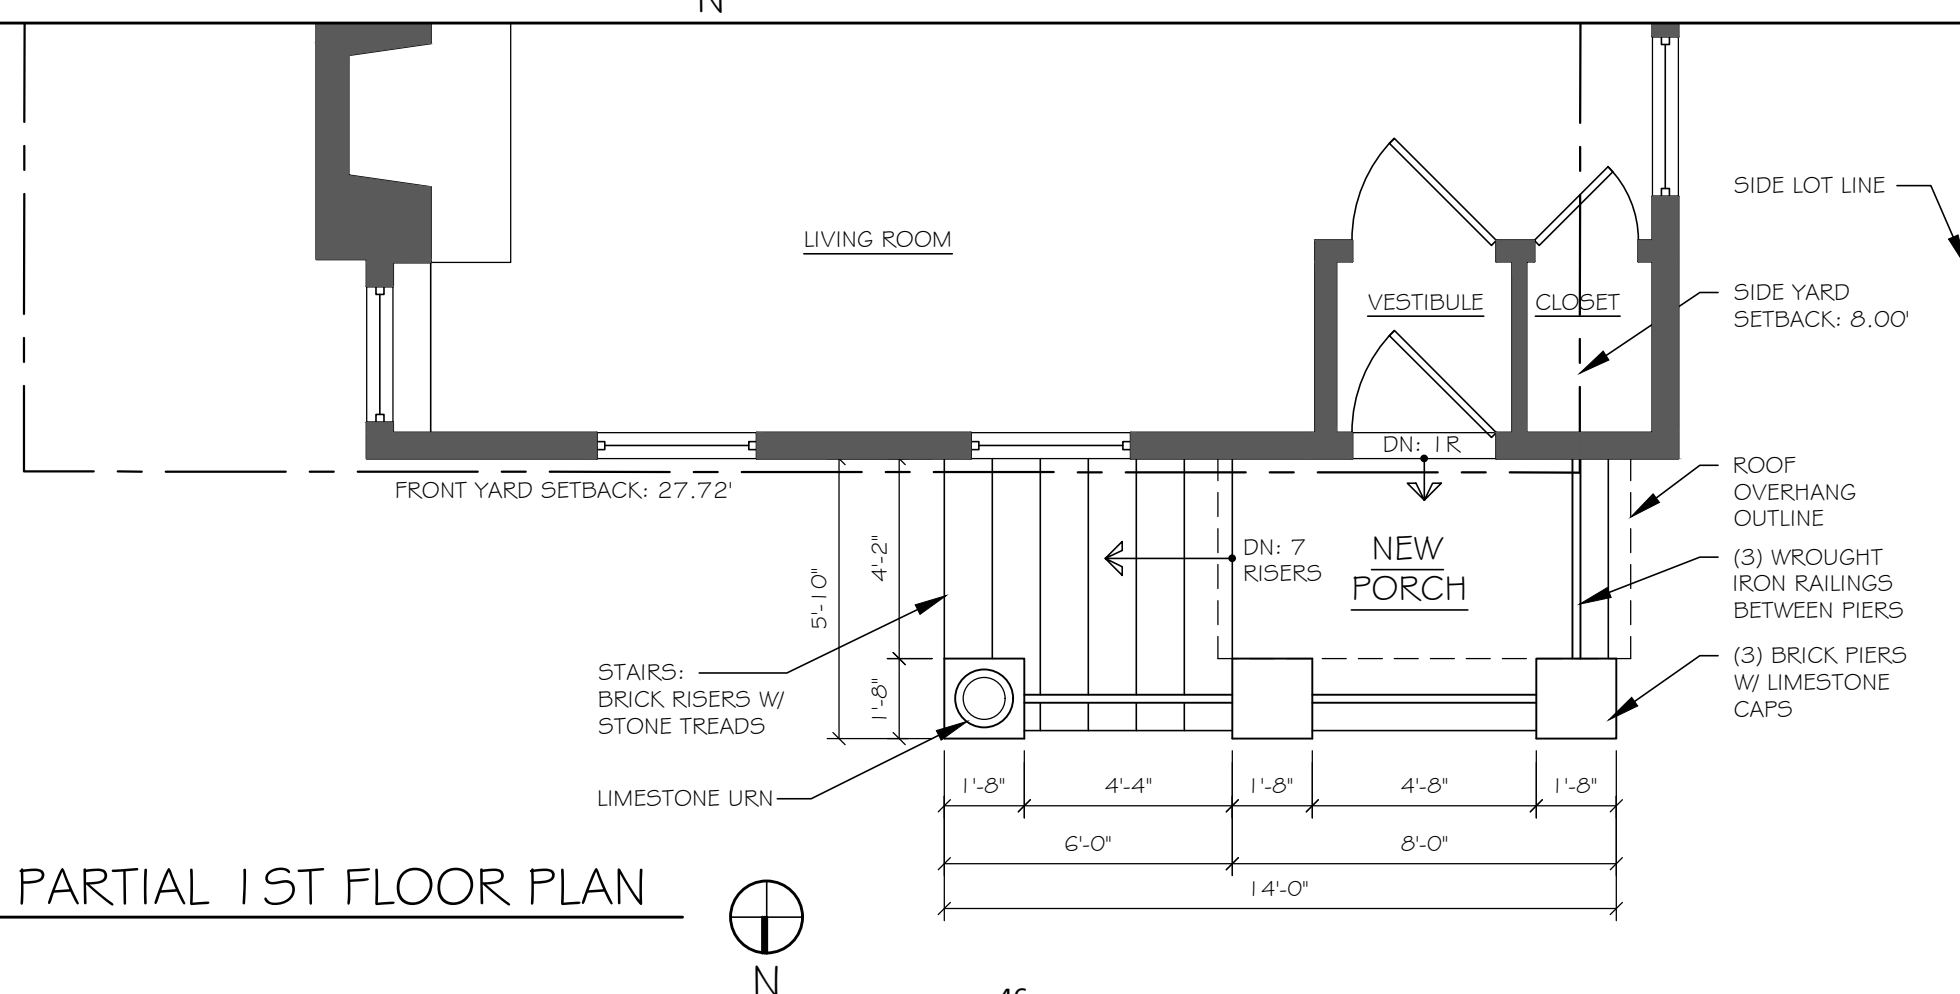 N
LIVING ROOM
VESTIBULE
CLOSET
SIDE LOT LINE
SIDE YARD
SETBACK: 8.00'
DN: 1R
FRONT YARD SETBACK: 27.72'
ROOF
OVERHANG
OUTLINE
5'-10"
4'-2"
1'-8"
DN: 7
RISERS
NEW
PORCH
(3) WROUGHT
IRON RAILINGS
BETWEEN PIERS
STAIRS:
BRICK RISERS W/
STONE TREADS
(3) BRICK PIERS
W/ LIMESTONE
CAPS
LIMESTONE URN
1'-8"
4'-4"
1'-8"
4'-8"
1'-8"
6'-0"
8'-0"
14'-0"
PARTIAL 1ST FLOOR PLAN
N